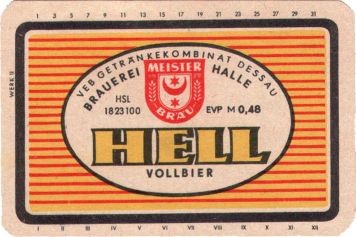 1 3 5 7 9 11 13 15 17 19 21 23 25 27 29 31
VEB GETRÄNKEKOMBINAT DESSAU
BRAUEREI HALLE
MEISTER
BRÄU
HSL
1823100
EVP M 0,48
HELL
VOLLBIER
WERK II
I II III IV V VI VII VIII IX X XI XII